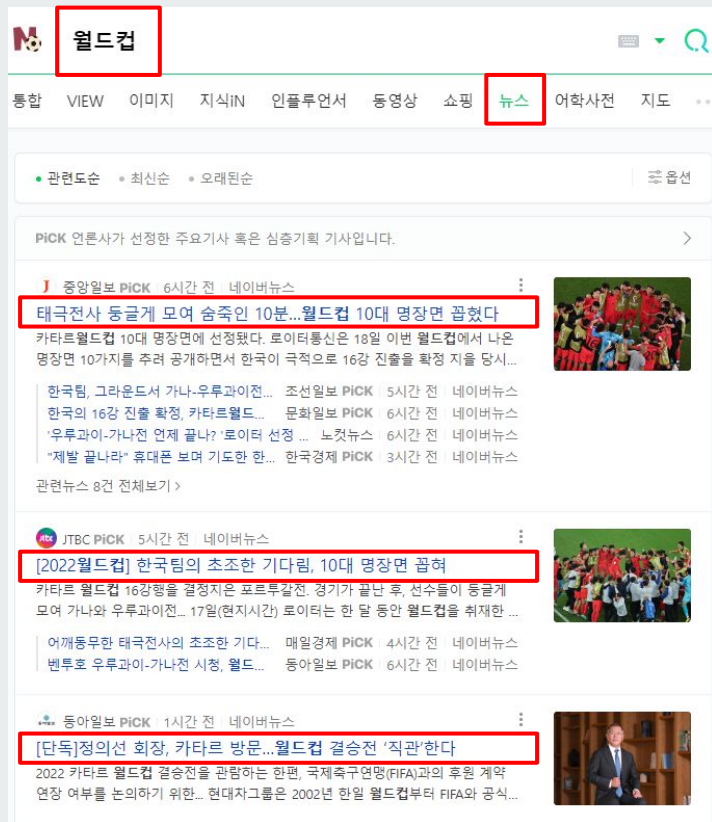 월드컵
통합 VIEW 이미지 지식iN 인플루언서 동영상 쇼핑 뉴스 어학사전 지도
관련도순 최신순 오래된순 옵션
PiCK 언론사가 선정한 주요기사 혹은 심층기획 기사입니다.
중앙일보 PiCK 6시간 전 네이버뉴스
태극전사 둥글게 모여 숨죽인 10분...월드컵 10대 명장면 꼽혔다
카타르월드컵 10대 명장면에 선정됐다. 로이터통신은 18일 이번 월드컵에서 나온
명장면 10가지를 추려 공개하면서 한국이 극적으로 16강 진출을 확정 지을 당시...
한국팀, 그라운드서 가나-우루과이전... 조선일보 PiCK 5시간 전 네이버뉴스
한국의 16강 진출 확정, 카타르월드... 문화일보 PiCK 6시간 전 네이버뉴스
'우루과이-가나전 언제 끝나? '로이터 선정 ... 노컷뉴스 6시간 전 네이버뉴스
"제발 끝나라" 휴대폰 보며 기도한 한... 한국경제 PiCK 3시간 전 네이버뉴스
관련뉴스 8건 전체보기
jtbc JTBC PiCK 5시간 전 네이버뉴스
[2022월드컵] 한국팀의 초조한 기다림, 10대 명장면 꼽혀
카타르 월드컵 16강행을 결정지은 포르투갈전. 경기가 끝난 후, 선수들이 둥글게
모여 가나와 우루과이전... 17일(현지시간) 로이터는 한 달 동안 월드컵을 취재한 ...
어깨동무한 태극전사의 초조한 기다... 매일경제 PiCK 4시간 전 네이버뉴스
벤투호 우루과이-가나전 시청, 월드... 동아일보 PiCK 6시간 전 네이버뉴스
동아일보 PiCK 1시간 전 네이버뉴스
[단독]정의선 회장, 카타르 방문...월드컵 결승전 ‘직관’한다
2022 카타르 월드컵 결승전을 관람하는 한편, 국제축구연맹(FIFA)과의 후원 계약
연장 여부를 논의하기 위한... 현대차그룹은 2002년 한일 월드컵부터 FIFA와 공식...